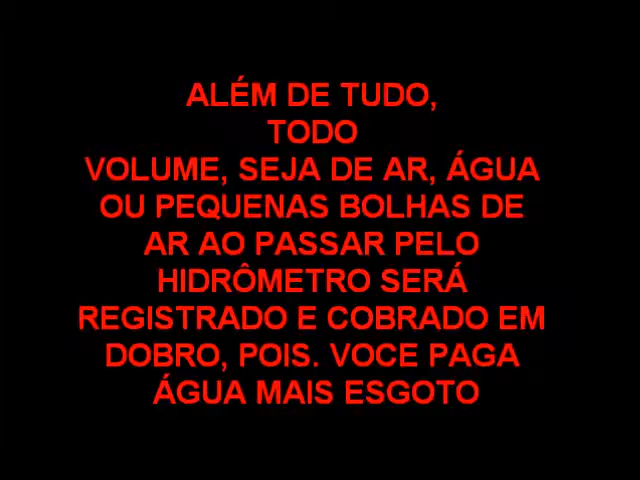 ALÉM DE TUDO,
TODO
VOLUME, SEJA DE AR, ÁGUA
OU PEQUENAS BOLHAS DE
AR AO PASSAR PELO
HIDRÔMETRO SERÁ
REGISTRADO E COBRADO EM
DOBRO, POIS. VOCE PAGA
ÁGUA MAIS ESGOTO